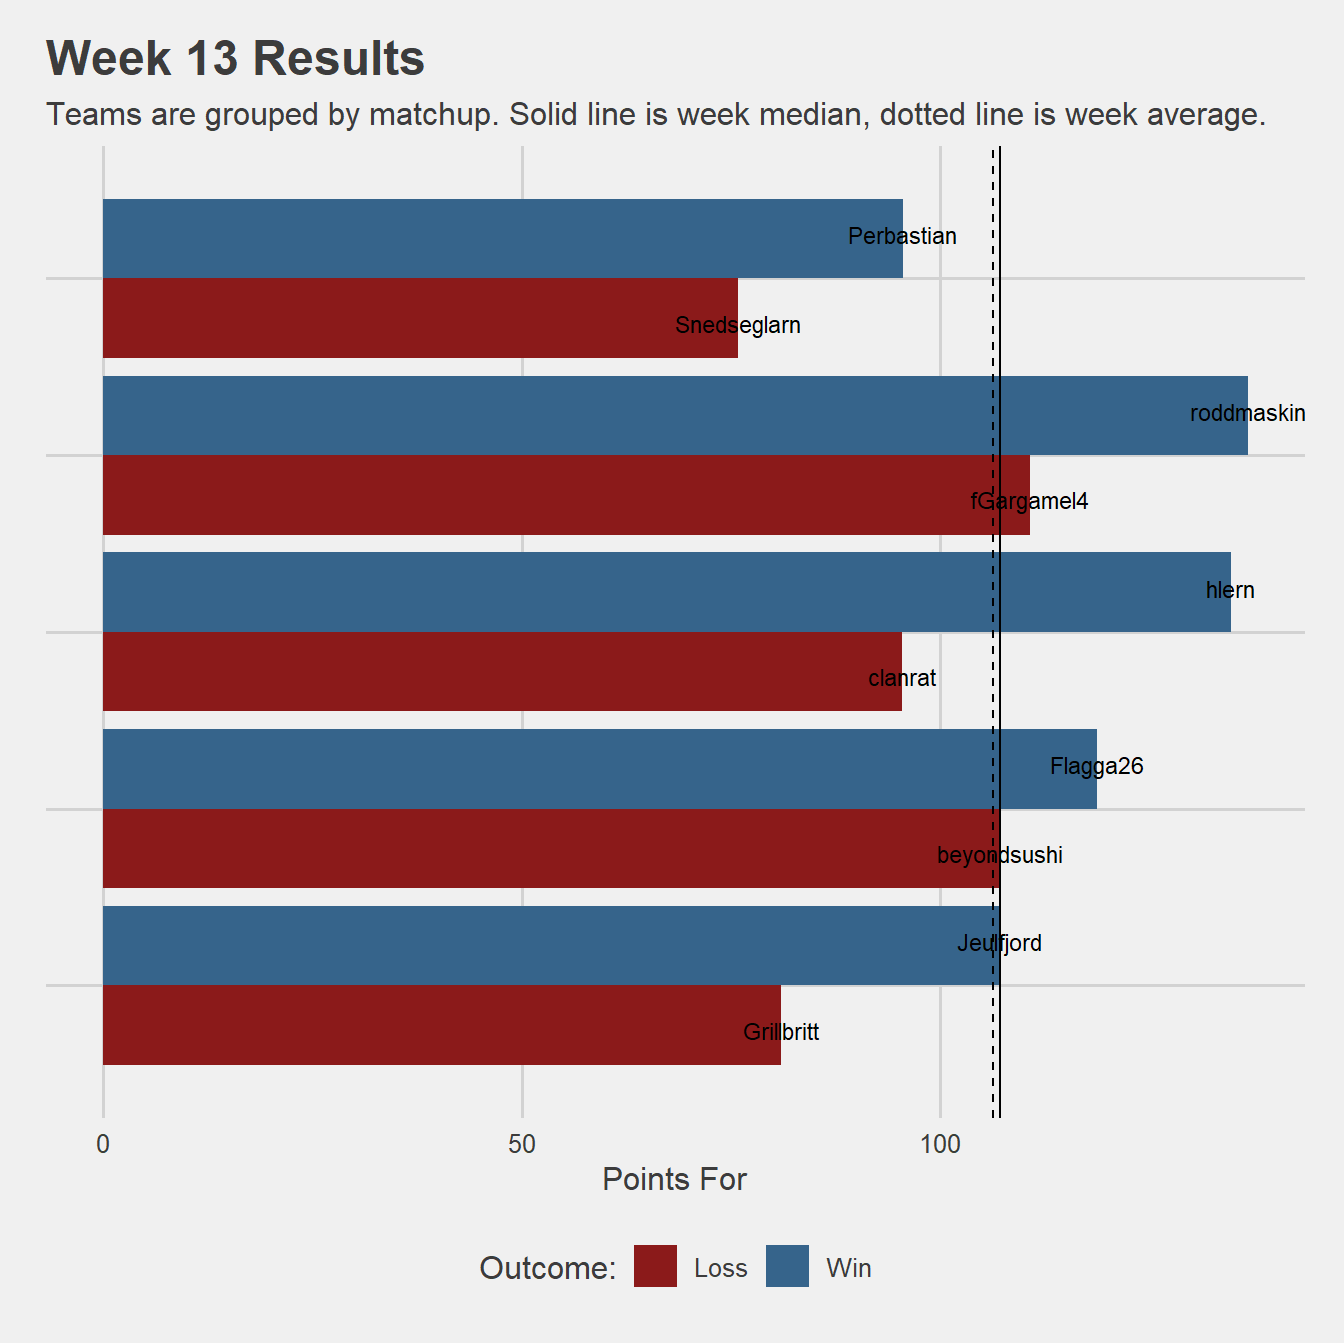 Week 13 Results
Teams are grouped by matchup. Solid line is week median, dotted line is week average.
Perbastian
Snedseglarn
roddmaskin
fGargamel4
hlern
clanrat
Flagga26
beyondsushi
Jeulfjord
Grillbritt
0 50 100
Points For
Outcome: Loss Win